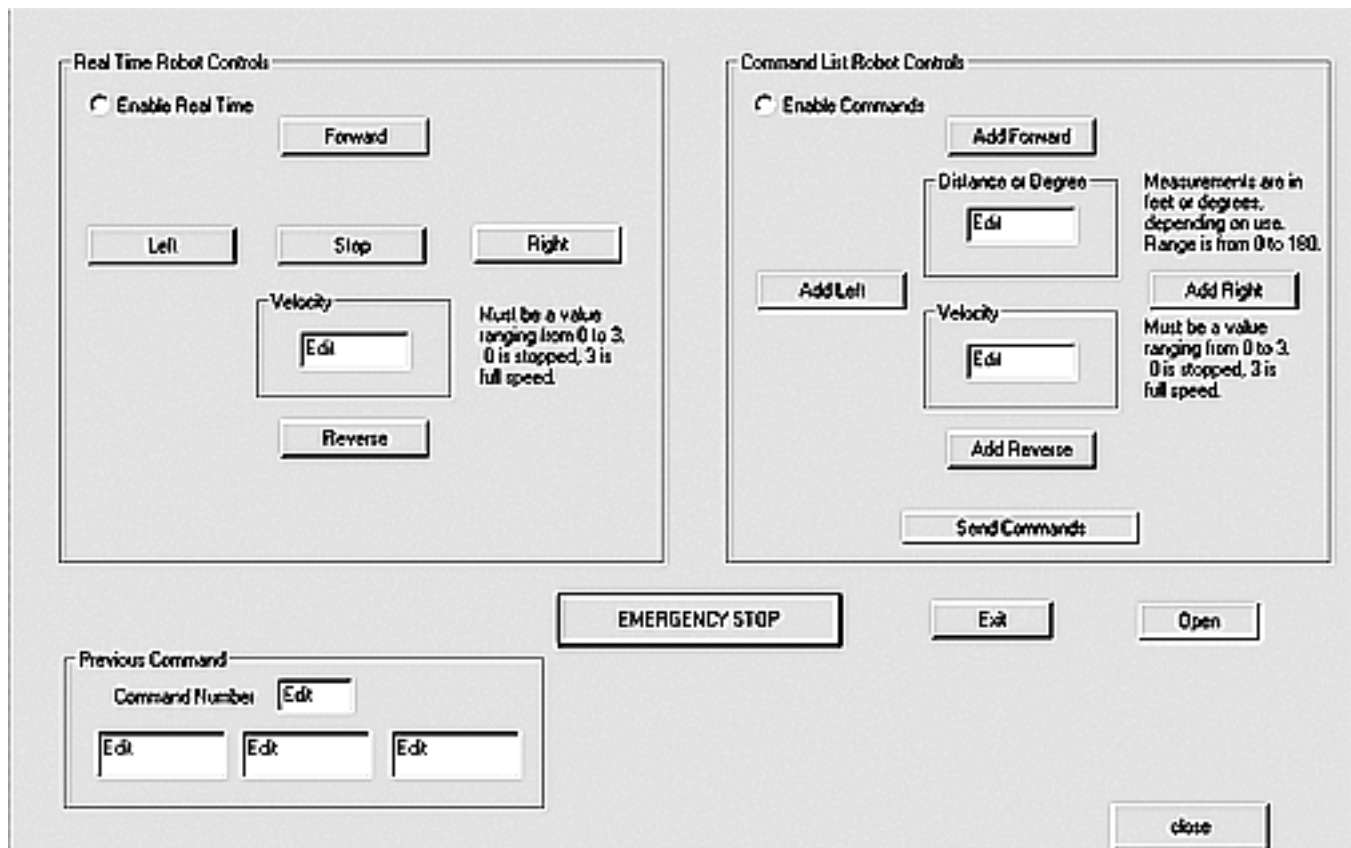 Real Time Robot Controls
Enable Real Time
Forward
Left
Stop
Right
Velocity
Edit
Must be a value
ranging from 0 to 3.
0 is stopped, 3 is
full speed.
Reverse
Command List Robot Controls
Enable Commands
Add Forward
Distance or Degree
Edit
Measurements are in
feet or degrees,
depending on use.
Range is from 0 to 180.
Add Left
Add Right
Velocity
Edit
Must be a value
ranging from 0 to 3.
0 is stopped, 3 is
full speed.
Add Reverse
Send Commands
EMERGENCY STOP
Exit
Open
Previous Command
Command Number
Edit
Edit
Edit
Edit
close